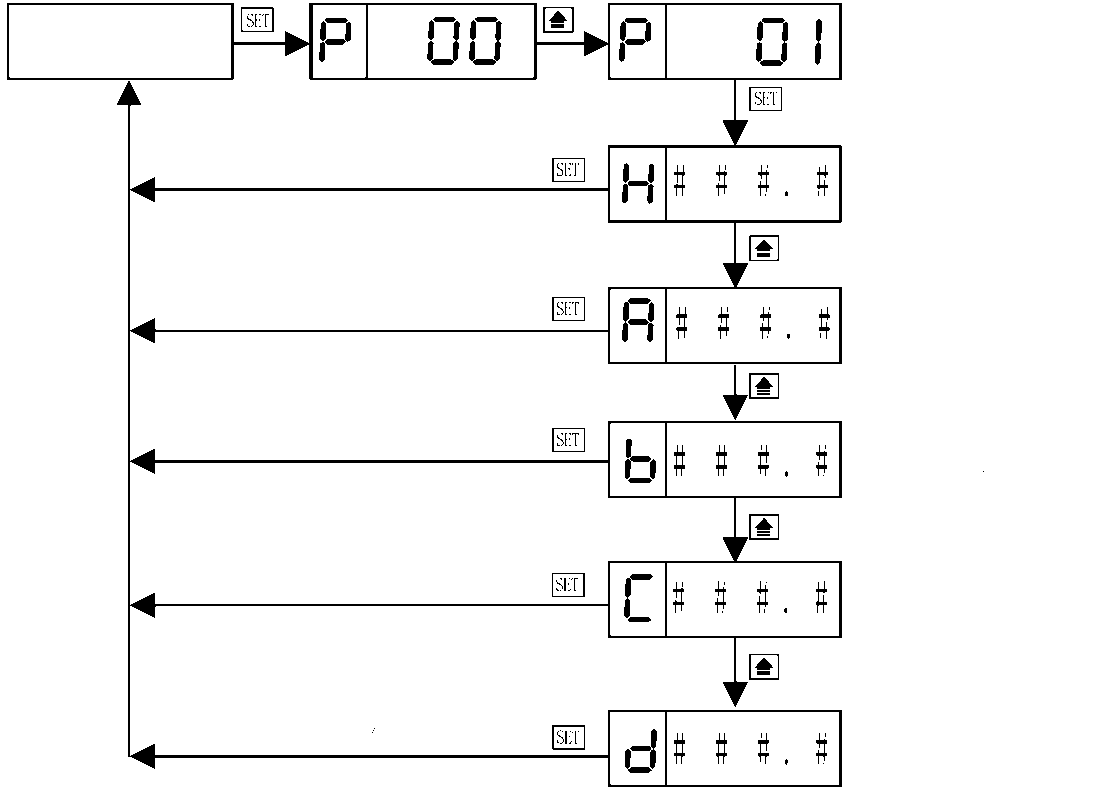 SET
P 00
P 01
SET
SET
H # # #. #
SET
A # # #. #
SET
b # # #. #
SET
C # # #. #
SET
d # # #. #